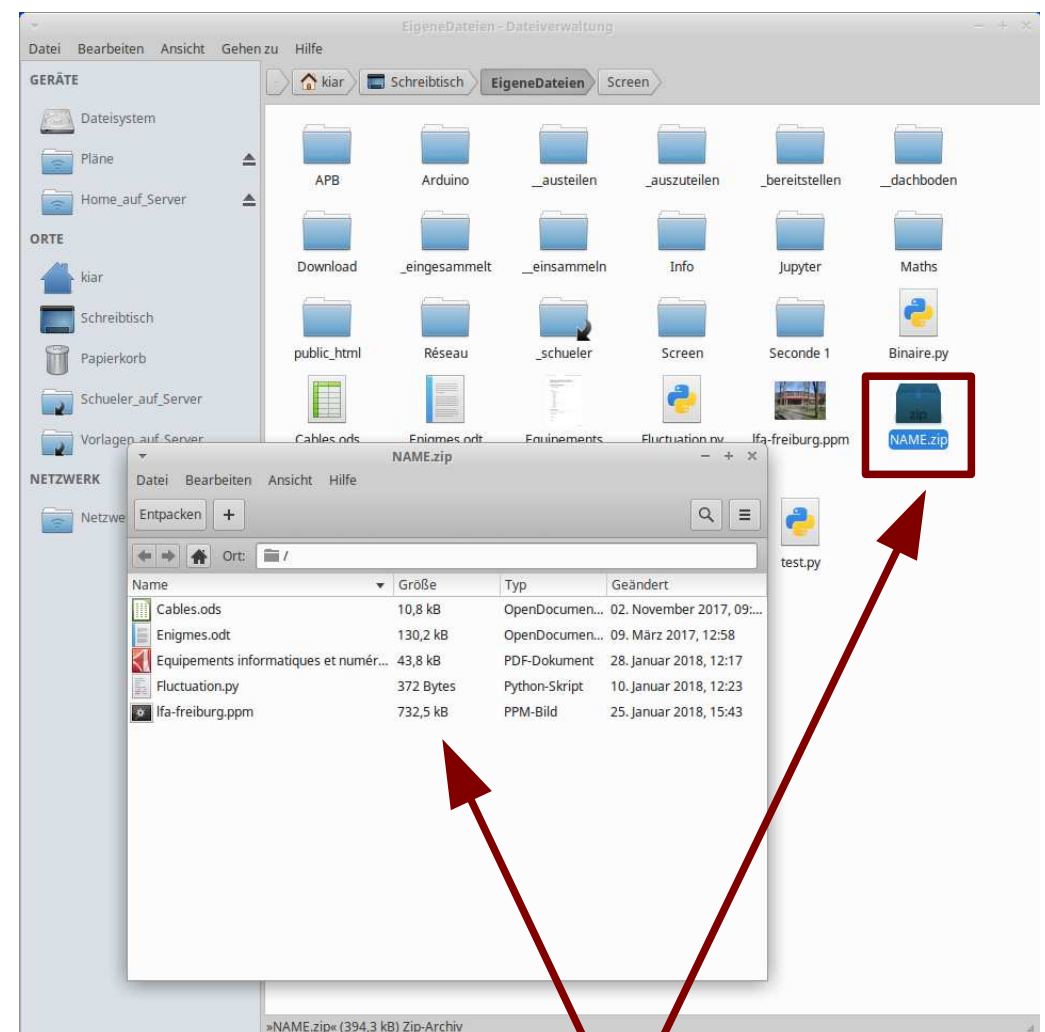 EigeneDateien - Dateiverwaltung
Datei Bearbeiten Ansicht Gehen zu Hilfe
GERÄTE
Dateisystem
Pläne
Home_auf_Server
ORTE
kiar
Schreibtisch
Papierkorb
Schueler_auf_Server
Vorlagen_auf_Server
NETZWERK
Netzwe
kiar Schreibtisch EigeneDateien Screen
APB Arduino __austeilen _auszuteilen _bereitstellen __dachboden
Download _eingesammelt __einsammeln Info Jupyter Maths
public_html Réseau _schueler Screen Seconde 1 Binaire.py
zip
Cables.ods Enigmes.odt Equipements Fluctuation.py lfa-freiburg.ppm NAME.zip
test.py
NAME.zip
Datei Bearbeiten Ansicht Hilfe
Entpacken +
Ort: /
Name Größe Typ Geändert
Cables.ods 10,8 kB OpenDocumen... 02. November 2017, 09:...
Enigmes.odt 130,2 kB OpenDocumen... 09. März 2017, 12:58
Equipements informatiques et numér... 43,8 kB PDF-Dokument 28. Januar 2018, 12:17
Fluctuation.py 372 Bytes Python-Skript 10. Januar 2018, 12:23
lfa-freiburg.ppm 732,5 kB PPM-Bild 25. Januar 2018, 15:43
»NAME.zip« (394,3 kB) Zip-Archiv